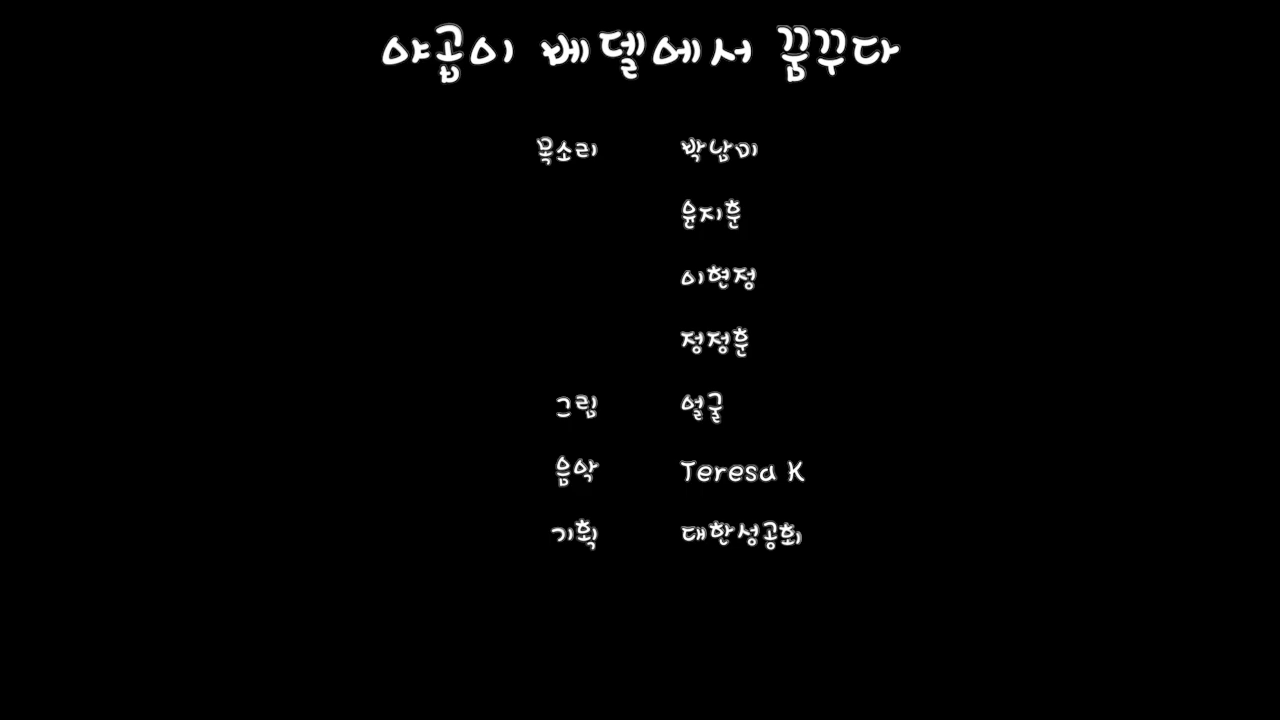 야곱이 베델에서 꿈꾸다
목소리 박남미
윤지훈
이현정
정정훈
그림 얼굴
음악 Teresa K
기획 대한성공회